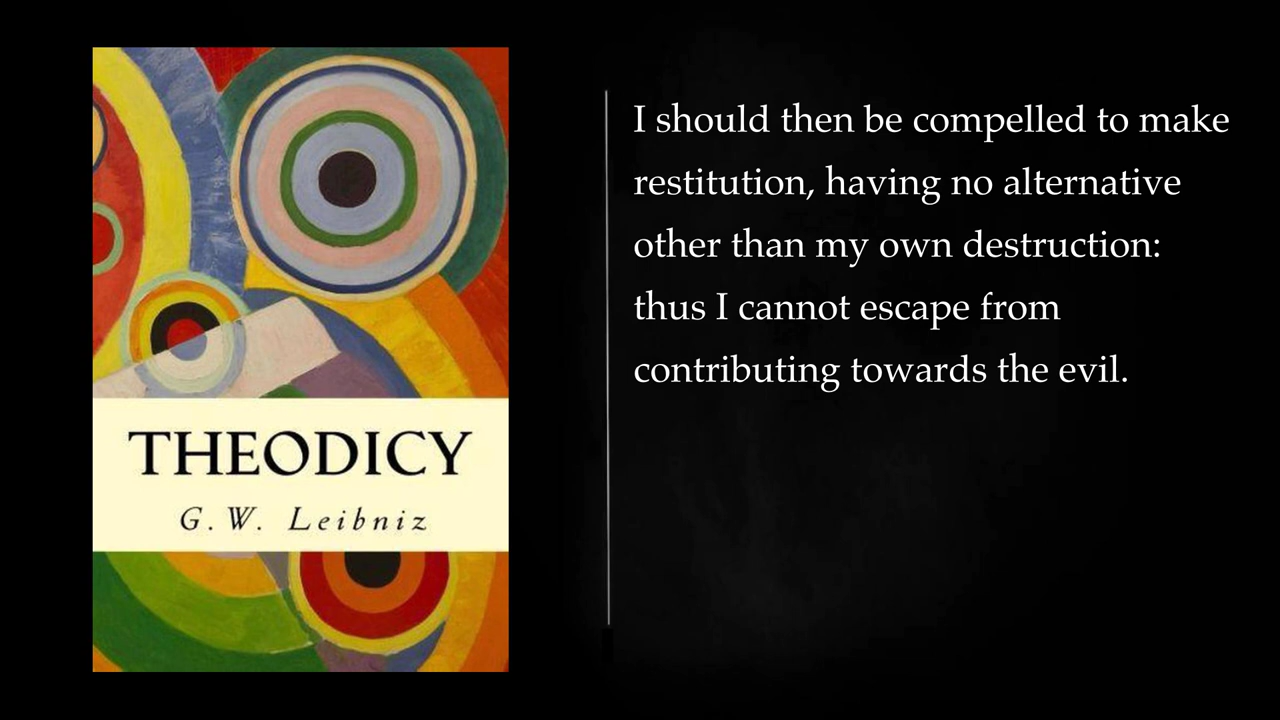 THEODICY
G. W. Leibniz
I should then be compelled to make
restitution, having no alternative
other than my own destruction:
thus I cannot escape from
contributing towards the evil.